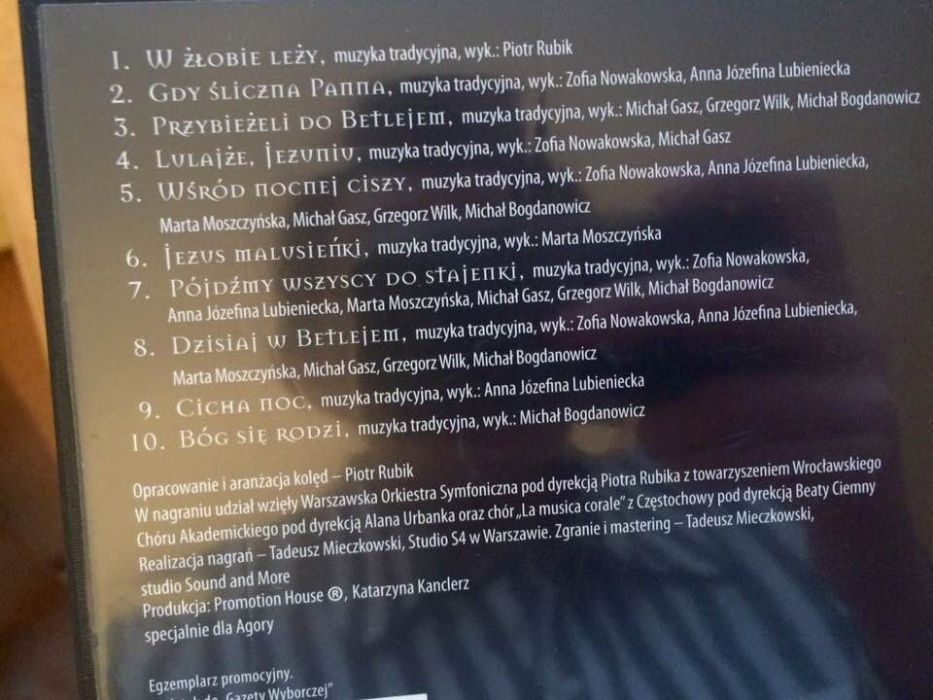 1. W żłobie leży, muzyka tradycyjna, wyk.: Piotr Rubik
2. Gdy śliczna Panna, muzyka tradycyjna, wyk.: Zofia Nowakowska, Anna Józefina Lubieniecka
3. Przybieżeli do Betlejem, muzyka tradycyjna, wyk.: Michał Gasz, Grzegorz Wilk, Michał Bogdanowicz
4. Lulajże, Jezuniu, muzyka tradycyjna, wyk.: Zofia Nowakowska, Michał Gasz
5. Wśród nocnej ciszy, muzyka tradycyjna, wyk.: Zofia Nowakowska, Anna Józefina Lubieniecka,
Marta Moszczyńska, Michał Gasz, Grzegorz Wilk, Michał Bogdanowicz
6. Jezus malusieńki, muzyka tradycyjna, wyk.: Marta Moszczyńska
7. Pójdźmy wszyscy do stajenki, muzyka tradycyjna, wyk.: Zofia Nowakowska,
Anna Józefina Lubieniecka, Marta Moszczyńska, Michał Gasz, Grzegorz Wilk, Michał Bogdanowicz
8. Dzisiaj w Betlejem, muzyka tradycyjna, wyk.: Zofia Nowakowska, Anna Józefina Lubieniecka,
Marta Moszczyńska, Michał Gasz, Grzegorz Wilk, Michał Bogdanowicz
9. Cicha noc, muzyka tradycyjna, wyk.: Anna Józefina Lubieniecka
10. Bóg się rodzi, muzyka tradycyjna, wyk.: Michał Bogdanowicz
Opracowanie i aranżacja kolęd – Piotr Rubik
W nagraniu udział wzięły Warszawska Orkiestra Symfoniczna pod dyrekcją Piotra Rubika z towarzyszeniem Wrocławskiego
Chóru Akademickiego pod dyrekcją Alana Urbanka oraz chór „La musica corale” z Częstochowy pod dyrekcją Beaty Ciemny
Realizacja nagrań – Tadeusz Mieczkowski, Studio S4 w Warszawie. Zgranie i mastering – Tadeusz Mieczkowski,
studio Sound and More
Produkcja: Promotion House ®, Katarzyna Kanclerz
specjalnie dla Agory
Egzemplarz promocyjny.
do „Gazety Wyborczej”